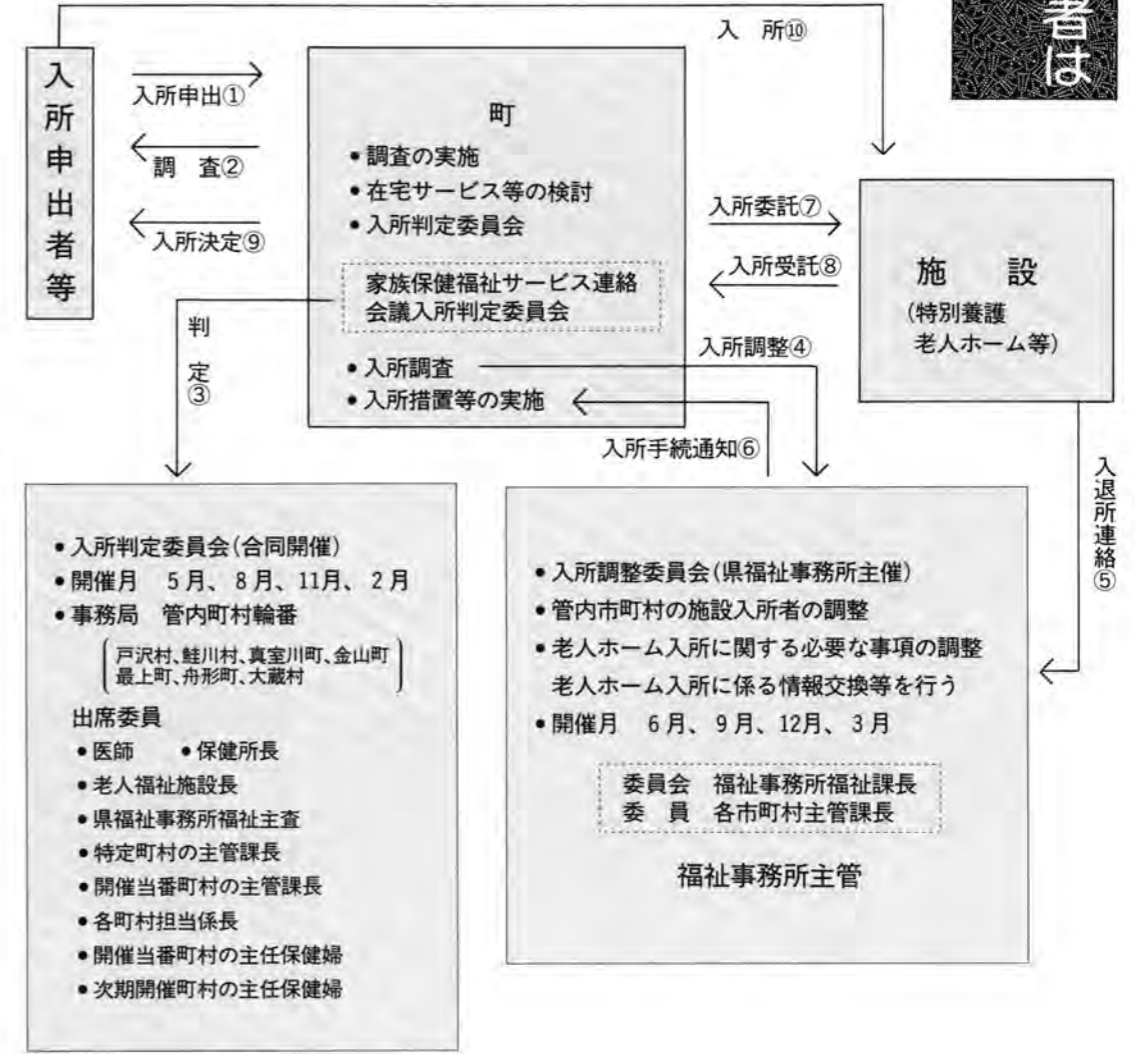 者は
入　所⑩
入所申出者等
入所申出①
調　査②
入所決定⑨
町
•調査の実施
•在宅サービス等の検討
•入所判定委員会
家族保健福祉サービス連絡
会議入所判定委員会
•入所調査
•入所措置等の実施
入所委託⑦
入所受託⑧
施　　設
(特別養護
老人ホーム等)
判　定③
入所調整④
入所手続通知⑥
入退所連絡⑤
•入所判定委員会(合同開催)
•開催月　5月、8月、11月、2月
•事務局　管内町村輪番
戸沢村、鮭川村、真室川町、金山町
最上町、舟形町、大蔵村
出席委員
•医師　•保健所長
•老人福祉施設長
•県福祉事務所福祉主査
•特定町村の主管課長
•開催当番町村の主管課長
•各町村担当係長
•開催当番町村の主任保健婦
•次期開催町村の主任保健婦
•入所調整委員会(県福祉事務所主催)
•管内市町村の施設入所者の調整
•老人ホーム入所に関する必要な事項の調整
老人ホーム入所に係る情報交換等を行う
•開催月　6月、9月、12月、3月
委員会　福祉事務所福祉課長
委　員　各市町村主管課長
福祉事務所主管